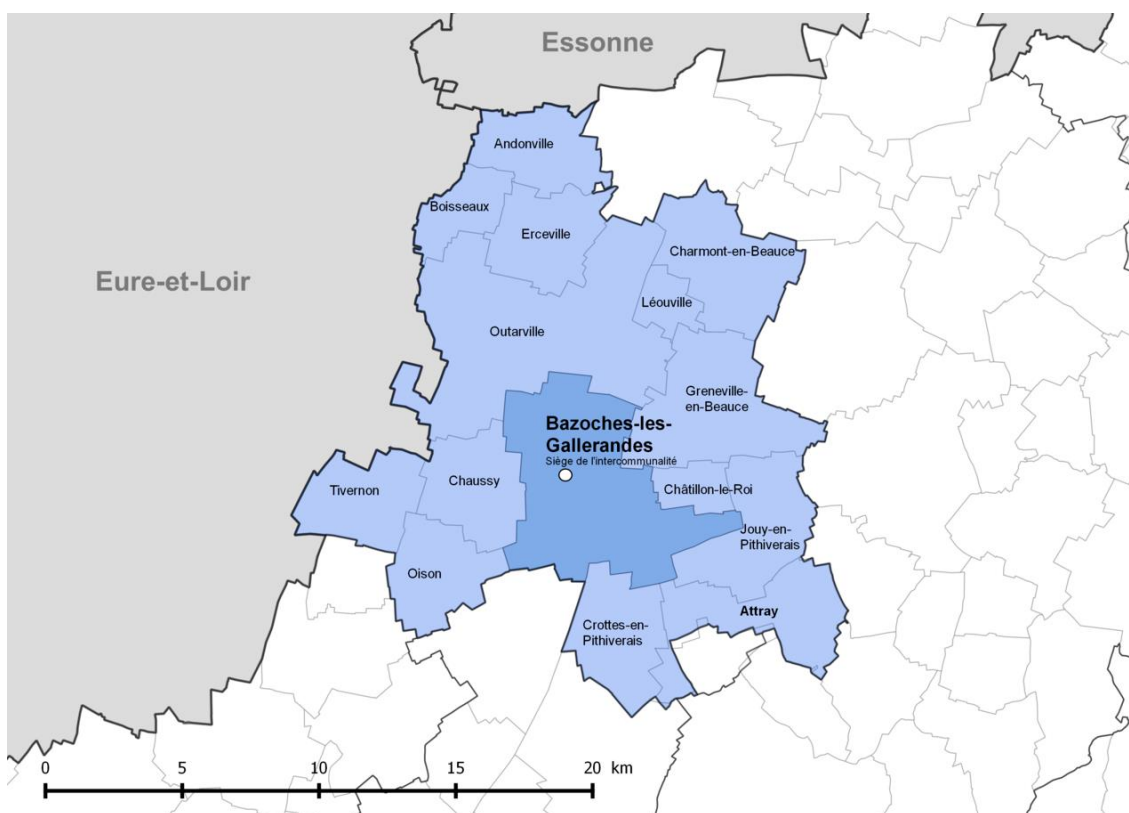 Essonne
Andonville
Boisseaux
Erceville
Charmont-en-Beauce
Eure-et-Loir
Léouville
Outarville
Greneville-
en-Beauce
Bazoches-les-
Gallerandes
Siège de l'intercommunalité
Chaussy
Tivernon
Châtillon-le-Roi
Jouy-en-
Pithiverais
Oison
Attray
Crottes-en-
Pithiverais
0 5 10 15 20 km